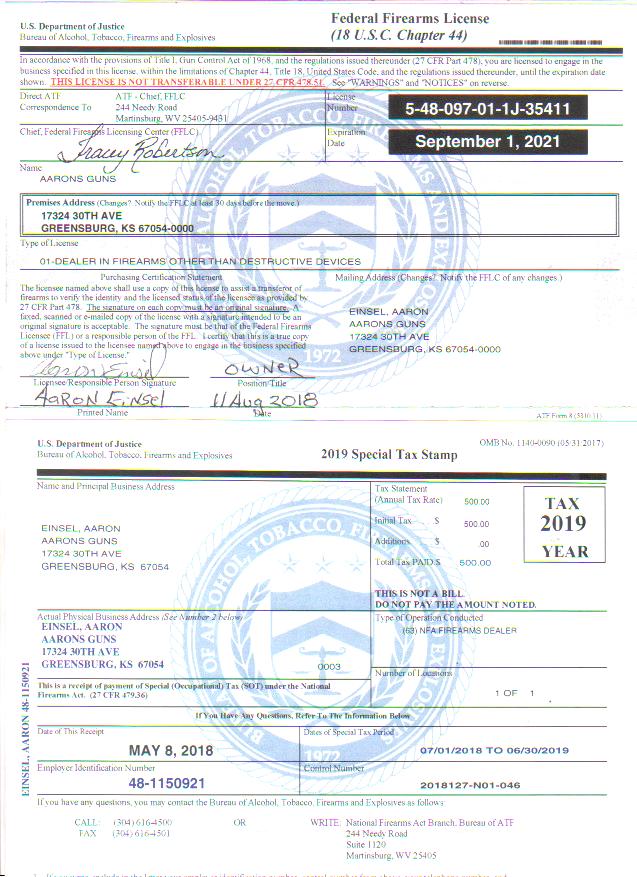 U.S. Department of Justice
Bureau of Alcohol, Tobacco, Firearms and Explosives
Federal Firearms License
(18 U.S.C. Chapter 44)
In accordance with the provisions of Title I, Gun Control Act of 1968, and the regulations issued thereunder (27 CFR Part 478), you are licensed to engage in the
business specified in this license, within the limitations of Chapter 44, Title 18, United States Code, and the regulations issued thereunder, until the expiration date
shown. THIS LICENSE IS NOT TRANSFERABLE UNDER 27 CFR 478.51. See "WARNINGS" and "NOTICES" on reverse.
Direct ATF
Correspondence To
ATF - Chief, FFLC
244 Needy Road
Martinsburg, WV 25405-9431
License
Number
5-48-097-01-1J-35411
Chief, Federal Firearms Licensing Center (FFLC)
Tracey Robertson
Expiration
Date
September 1, 2021
Name
AARONS GUNS
Premises Address (Changes? Notify the FFLC at least 30 days before the move.)
17324 30TH AVE
GREENSBURG, KS 67054-0000
Type of License
01-DEALER IN FIREARMS OTHER THAN DESTRUCTIVE DEVICES
Purchasing Certification Statement
The licensee named above shall use a copy of this license to assist a transferor of
firearms to verify the identity and the licensed status of the licensee as provided by
27 CFR Part 478. The signature on each copy must be an original signature. A
faxed, scanned or e-mailed copy of the license with a signature intended to be an
original signature is acceptable. The signature must be that of the Federal Firearms
Licensee (FFL) or a responsible person of the FFL. I certify that this is a true copy
of a license issued to the licensee named above to engage in the business specified
above under "Type of License."
Mailing Address (Changes? Notify the FFLC of any changes.)
EINSEL, AARON
AARONS GUNS
17324 30TH AVE
GREENSBURG, KS 67054-0000
Aaron Einsel
OWNER
Licensee/Responsible Person Signature
Position/Title
AARON EINSEL
11 Aug 2018
Printed Name
Date
ATF Form 8 (5310.11)
1972
U.S. Department of Justice
Bureau of Alcohol, Tobacco, Firearms and Explosives
2019 Special Tax Stamp
OMB No. 1140-0090 (05/31/2017)
Name and Principal Business Address
EINSEL, AARON
AARONS GUNS
17324 30TH AVE
GREENSBURG, KS 67054
Tax Statement
(Annual Tax Rate) 500.00
Initial Tax $ 500.00
Additions $ .00
Total Tax PAID $ 500.00
TAX
2019
YEAR
THIS IS NOT A BILL.
DO NOT PAY THE AMOUNT NOTED.
Actual Physical Business Address (See Number 2 below)
EINSEL, AARON
AARONS GUNS
17324 30TH AVE
GREENSBURG, KS 67054
0003
Type of Operation Conducted
(63) NFA FIREARMS DEALER
Number of Locations
1 OF 1
This is a receipt of payment of Special (Occupational) Tax (SOT) under the National
Firearms Act. (27 CFR 479.36)
EINSEL, AARON 48-1150921
If You Have Any Questions, Refer To The Information Below
Date of This Receipt
MAY 8, 2018
Dates of Special Tax Period
07/01/2018 TO 06/30/2019
1972
Employer Identification Number
48-1150921
Control Number
2018127-N01-046
If you have any questions, you may contact the Bureau of Alcohol, Tobacco, Firearms and Explosives as follows:
CALL: (304) 616-4500
FAX (304) 616-4501
OR
WRITE: National Firearms Act Branch, Bureau of ATF
244 Needy Road
Suite 1120
Martinsburg, WV 25405